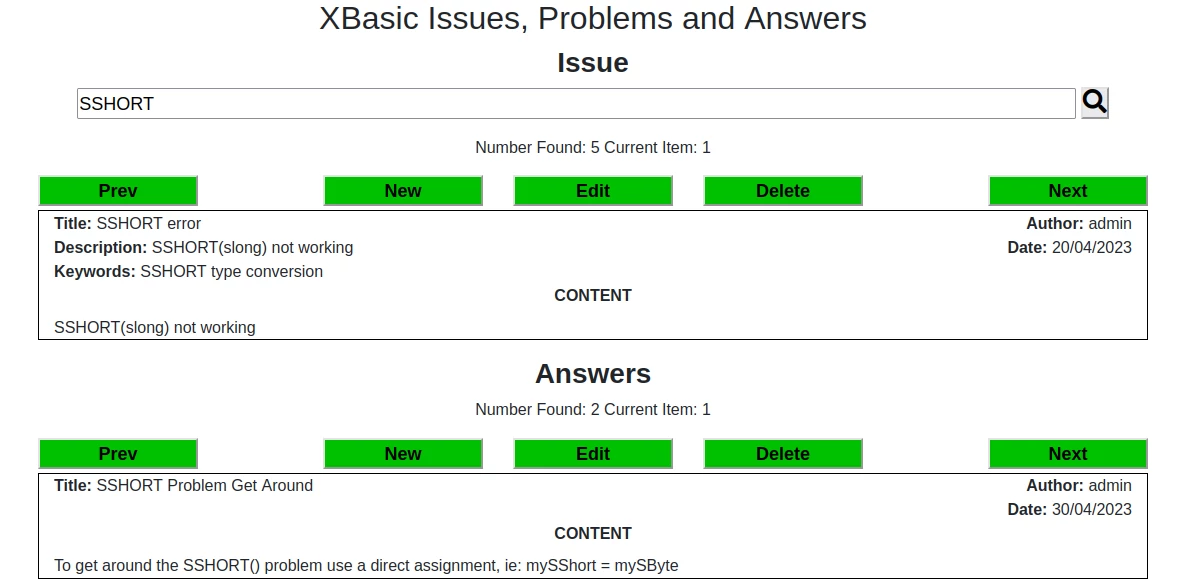 XBasic Issues, Problems and Answers
Issue
SSHORT
Number Found: 5 Current Item: 1
Prev New Edit Delete Next
Title: SSHORT error Author: admin
Description: SSHORT(slong) not working Date: 20/04/2023
Keywords: SSHORT type conversion
CONTENT
SSHORT(slong) not working
Answers
Number Found: 2 Current Item: 1
Prev New Edit Delete Next
Title: SSHORT Problem Get Around Author: admin
Date: 30/04/2023
CONTENT
To get around the SSHORT() problem use a direct assignment, ie: mySShort = mySByte